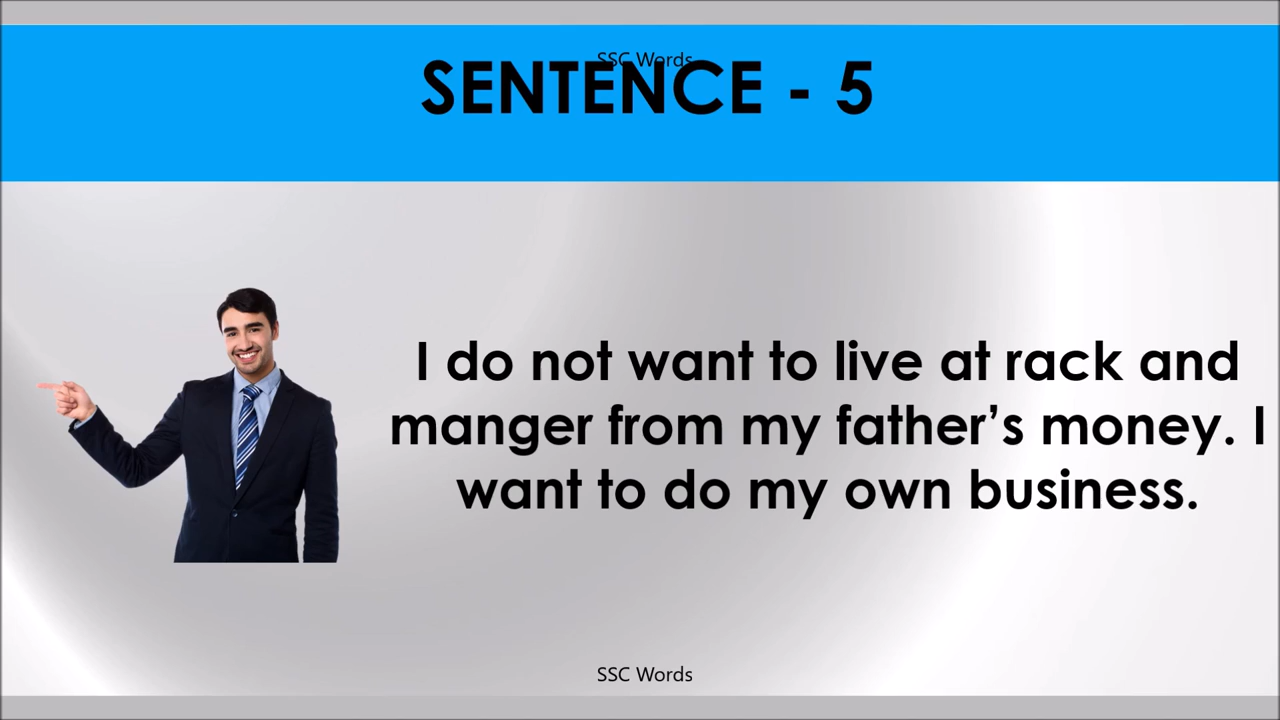 SSC Words
SENTENCE - 5
I do not want to live at rack and
manger from my father’s money. I
want to do my own business.
SSC Words